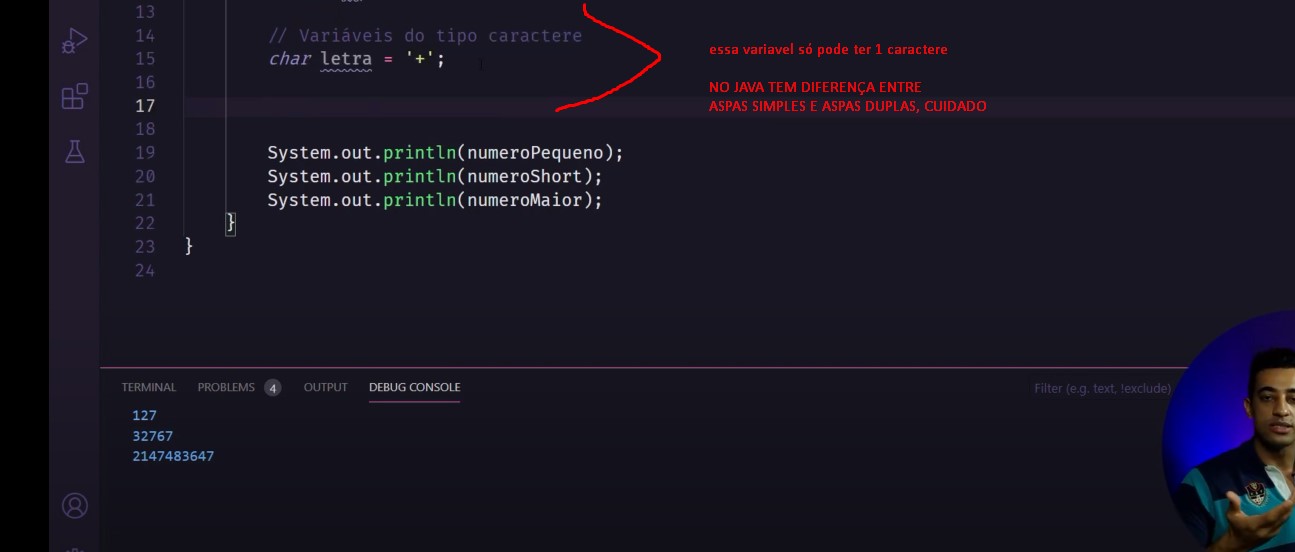 13
14 // Variáveis do tipo caractere
15 char letra = '+';
essa variavel só pode ter 1 caractere
16
NO JAVA TEM DIFERENÇA ENTRE
ASPAS SIMPLES E ASPAS DUPLAS, CUIDADO
17
18
19 System.out.println(numeroPequeno);
20 System.out.println(numeroShort);
21 System.out.println(numeroMaior);
22 }
23 }
24
TERMINAL PROBLEMS 4 OUTPUT DEBUG CONSOLE Filter (e.g. text, !exclude)
127
32767
2147483647